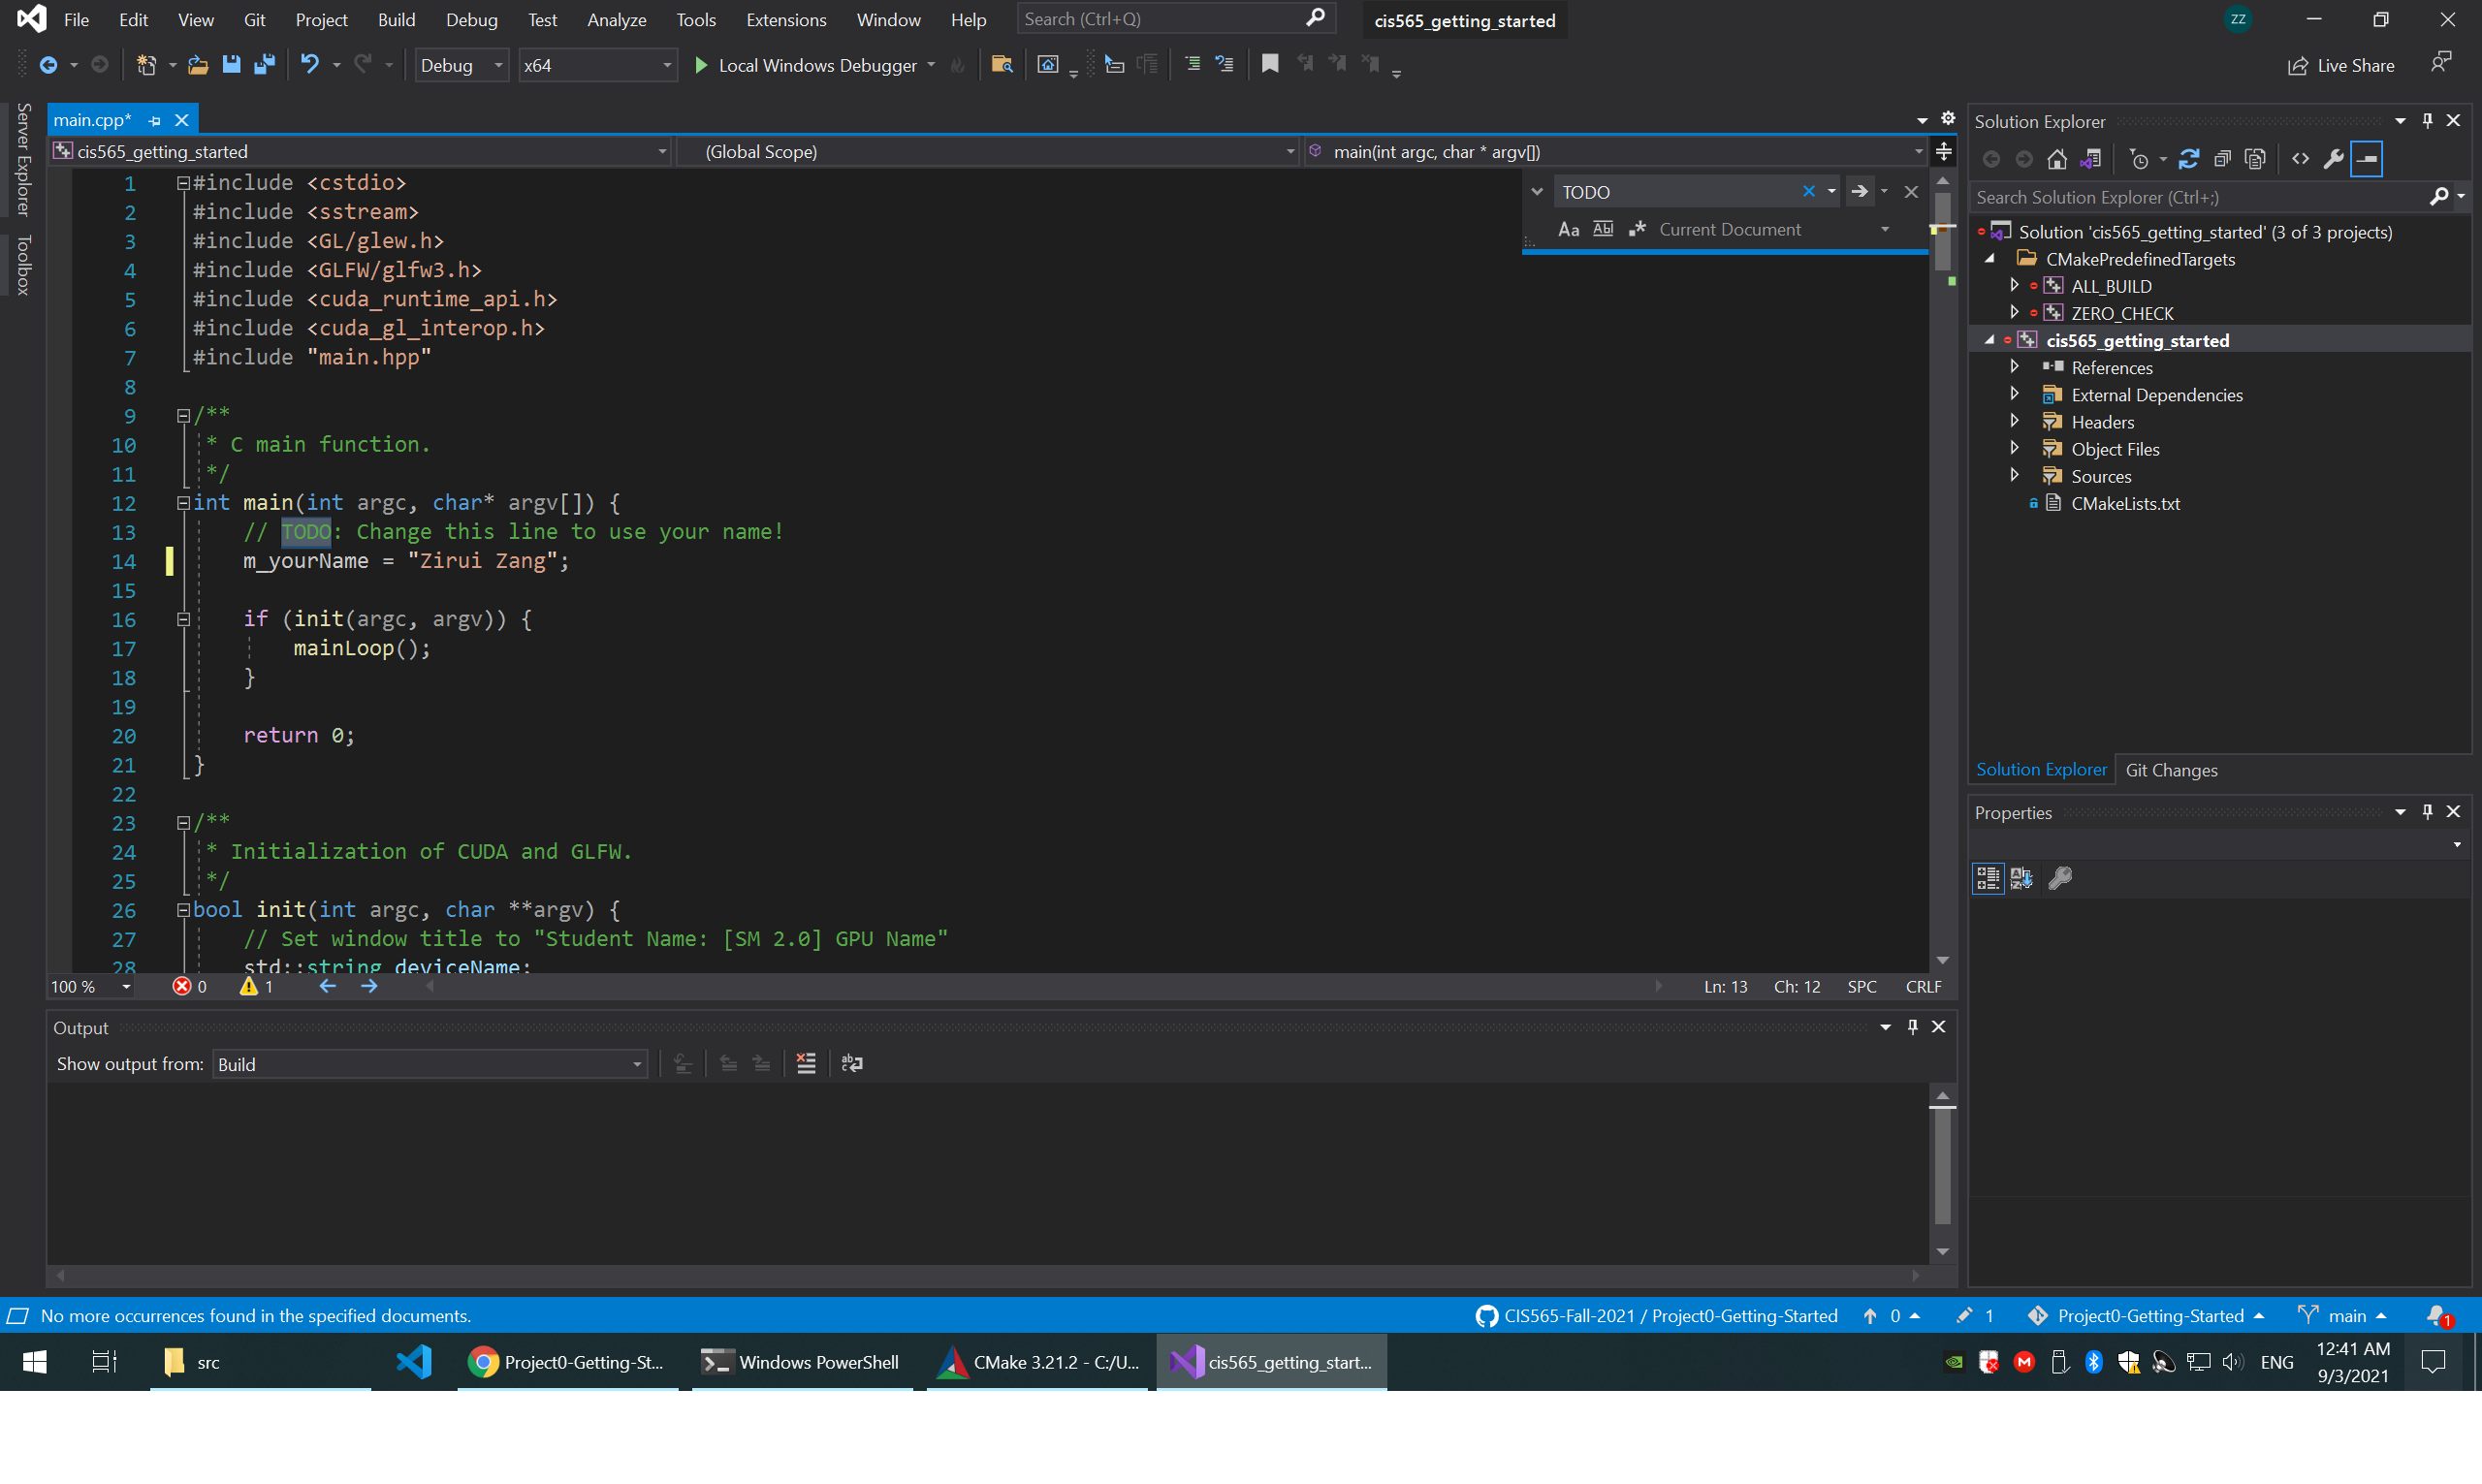 File Edit View Git Project Build Debug Test Analyze Tools Extensions Window Help Search (Ctrl+Q) cis565_getting_started ZZ
Debug x64 Local Windows Debugger Live Share
Server Explorer
Toolbox
main.cpp*
cis565_getting_started (Global Scope) main(int argc, char * argv[])
TODO
Aa Abl .* Current Document
1 #include <cstdio>
2 #include <sstream>
3 #include <GL/glew.h>
4 #include <GLFW/glfw3.h>
5 #include <cuda_runtime_api.h>
6 #include <cuda_gl_interop.h>
7 #include "main.hpp"
8
9 /**
10 * C main function.
11 */
12 int main(int argc, char* argv[]) {
13 // TODO: Change this line to use your name!
14 m_yourName = "Zirui Zang";
15
16 if (init(argc, argv)) {
17 mainLoop();
18 }
19
20 return 0;
21 }
22
23 /**
24 * Initialization of CUDA and GLFW.
25 */
26 bool init(int argc, char **argv) {
27 // Set window title to "Student Name: [SM 2.0] GPU Name"
28 std::string deviceName;
100 % 0 1 Ln: 13 Ch: 12 SPC CRLF
Output
Show output from: Build
Solution Explorer
Search Solution Explorer (Ctrl+;)
Solution 'cis565_getting_started' (3 of 3 projects)
CMakePredefinedTargets
ALL_BUILD
ZERO_CHECK
cis565_getting_started
References
External Dependencies
Headers
Object Files
Sources
CMakeLists.txt
Solution Explorer Git Changes
Properties
No more occurrences found in the specified documents. CIS565-Fall-2021 / Project0-Getting-Started 0 1 Project0-Getting-Started main 1
src Project0-Getting-St... Windows PowerShell CMake 3.21.2 - C:/U... cis565_getting_start... ENG 12:41 AM
9/3/2021